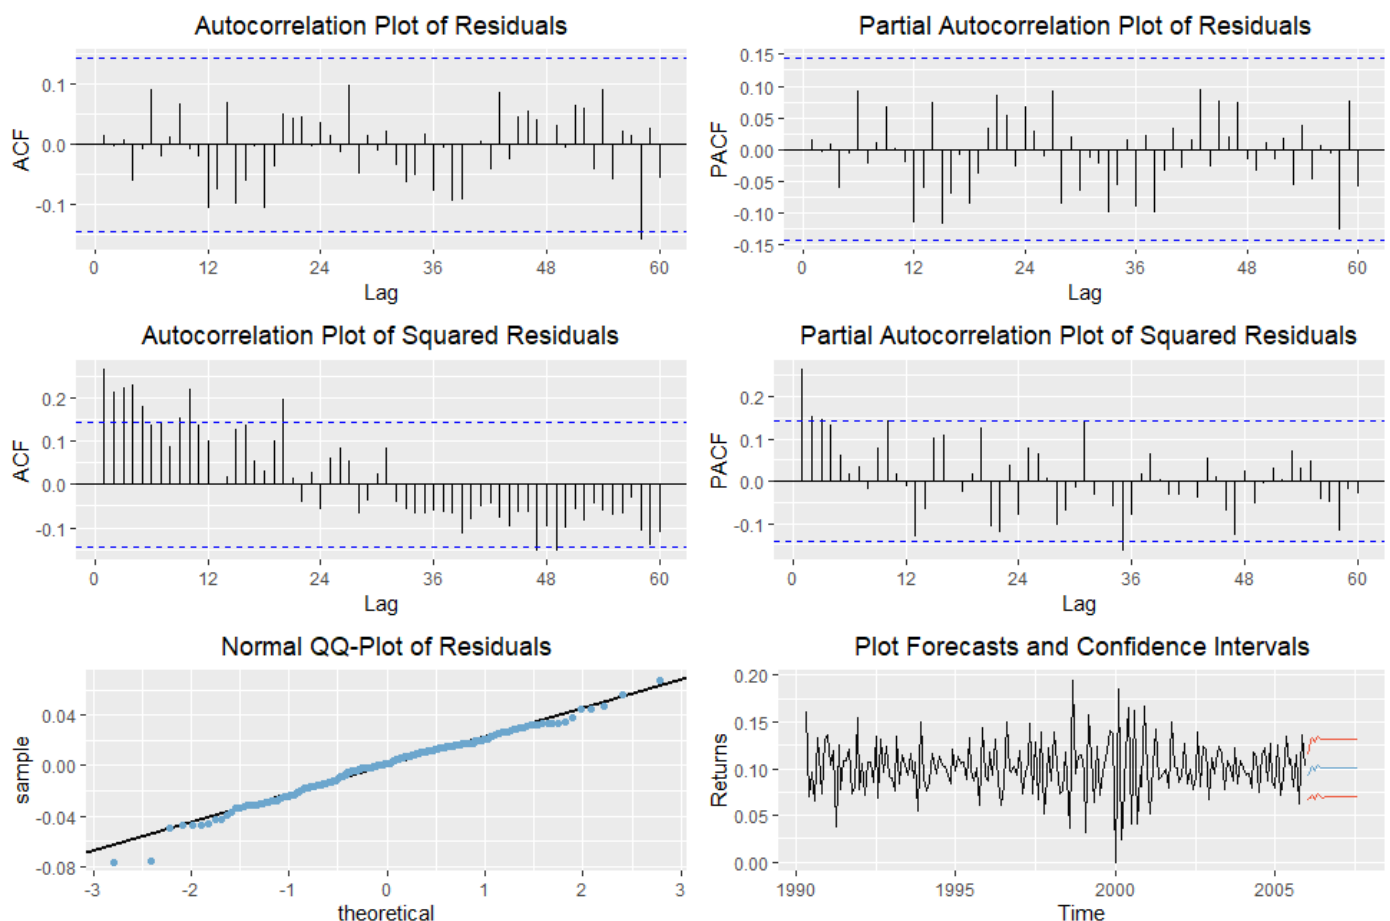 Autocorrelation Plot of Residuals
0.1
0.0
-0.1
ACF
0 12 24 36 48 60
Lag
Partial Autocorrelation Plot of Residuals
0.15
0.10
0.05
0.00
-0.05
-0.10
-0.15
PACF
0 12 24 36 48 60
Lag
Autocorrelation Plot of Squared Residuals
0.2
0.1
0.0
-0.1
ACF
0 12 24 36 48 60
Lag
Partial Autocorrelation Plot of Squared Residuals
0.2
0.1
0.0
-0.1
PACF
0 12 24 36 48 60
Lag
Normal QQ-Plot of Residuals
0.04
0.00
-0.04
-0.08
sample
-3 -2 -1 0 1 2 3
theoretical
Plot Forecasts and Confidence Intervals
0.20
0.15
0.10
0.05
0.00
Returns
1990 1995 2000 2005
Time